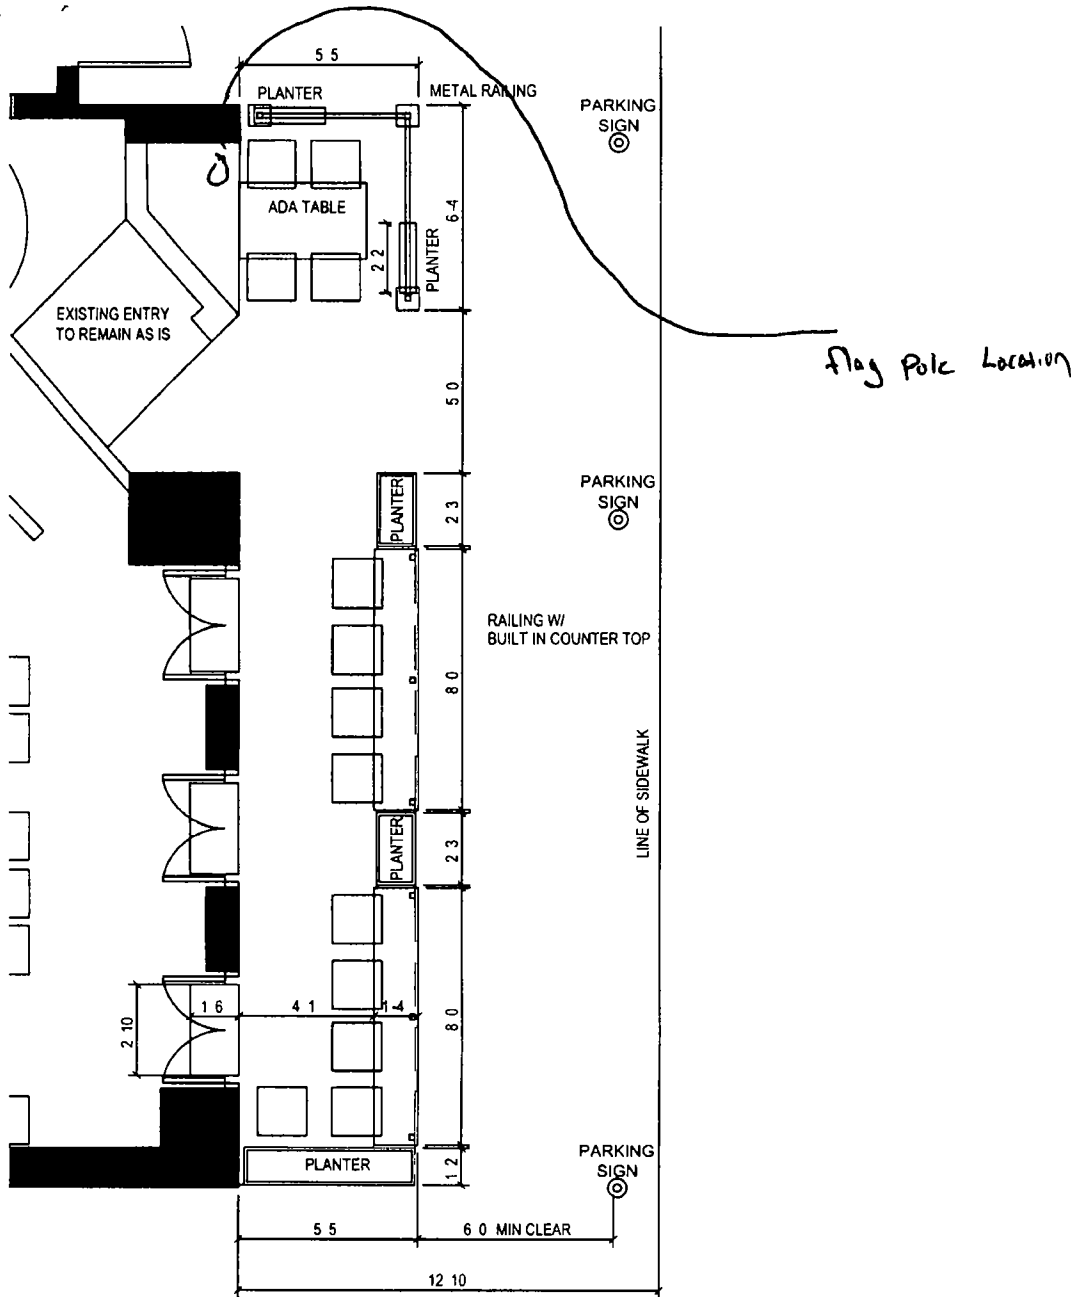 5 5
PLANTER
METAL RAILING
PARKING
SIGN
ADA TABLE
6-4
2 2
PLANTER
EXISTING ENTRY
TO REMAIN AS IS
flag Pole Location
5 0
PARKING
SIGN
PLANTER
2 3
RAILING W/
BUILT IN COUNTER TOP
8 0
LINE OF SIDEWALK
PLANTER
2 3
1 6
4 1
1-4
2 10
8 0
PLANTER
1 2
PARKING
SIGN
5 5
6 0 MIN CLEAR
12 10